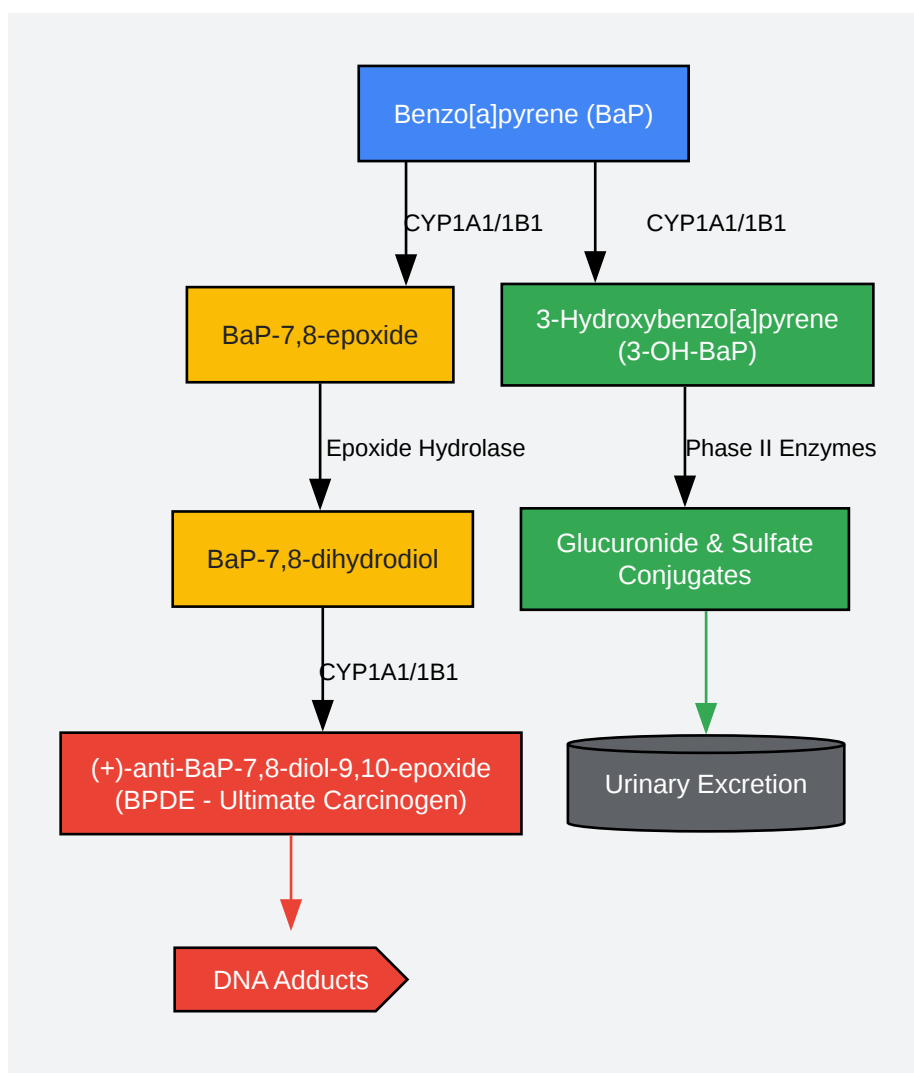 Benzo[a]pyrene (BaP)
CYP1A1/1B1
CYP1A1/1B1
BaP-7,8-epoxide
3-Hydroxybenzo[a]pyrene
(3-OH-BaP)
Epoxide Hydrolase
Phase II Enzymes
BaP-7,8-dihydrodiol
Glucuronide & Sulfate
Conjugates
CYP1A1/1B1
(+)-anti-BaP-7,8-diol-9,10-epoxide
(BPDE - Ultimate Carcinogen)
Urinary Excretion
DNA Adducts